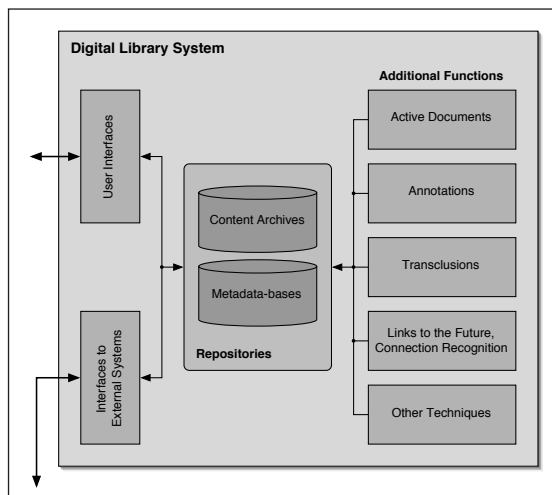 Digital Library System
User Interfaces
Interfaces to
External Systems
Content Archives
Metadata-bases
Repositories
Additional Functions
Active Documents
Annotations
Transclusions
Links to the Future,
Connection Recognition
Other Techniques